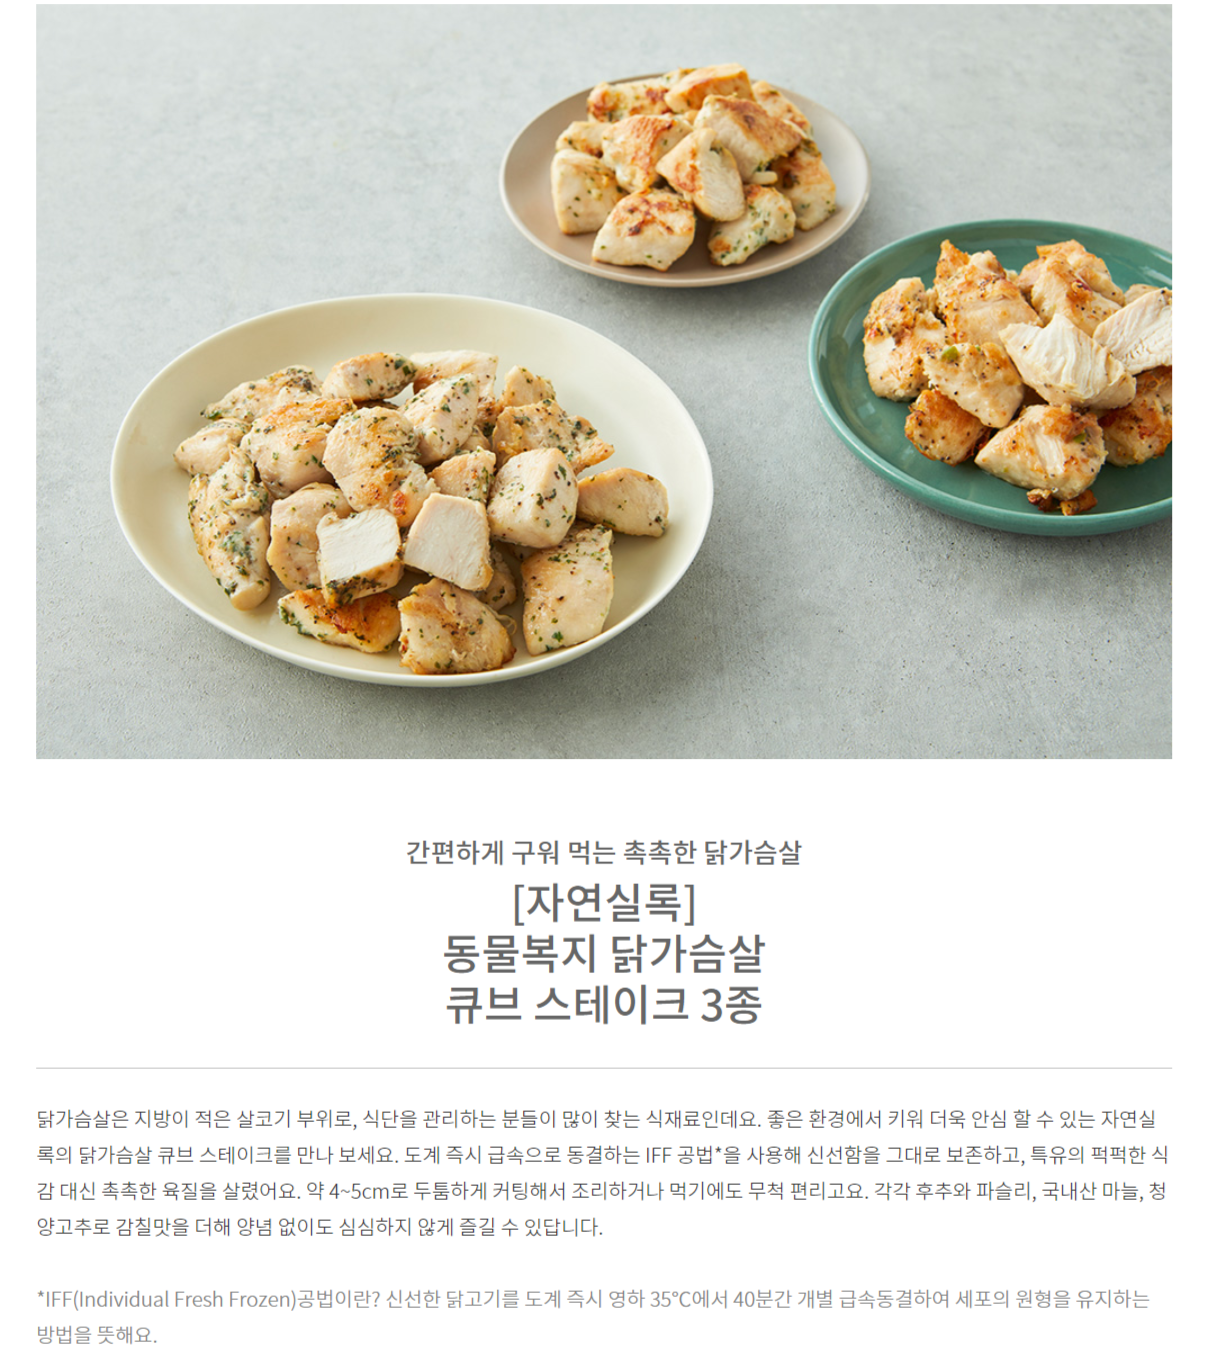 간편하게 구워 먹는 촉촉한 닭가슴살
[자연실록]
동물복지 닭가슴살
큐브 스테이크 3종
닭가슴살은 지방이 적은 살코기 부위로, 식단을 관리하는 분들이 많이 찾는 식재료인데요. 좋은 환경에서 키워 더욱 안심 할 수 있는 자연실
록의 닭가슴살 큐브 스테이크를 만나 보세요. 도계 즉시 급속으로 동결하는 IFF 공법*을 사용해 신선함을 그대로 보존하고, 특유의 퍽퍽한 식
감 대신 촉촉한 육질을 살렸어요. 약 4~5cm로 두툼하게 커팅해서 조리하거나 먹기에도 무척 편리고요. 각각 후추와 파슬리, 국내산 마늘, 청
양고추로 감칠맛을 더해 양념 없이도 심심하지 않게 즐길 수 있답니다.
*IFF(Individual Fresh Frozen)공법이란? 신선한 닭고기를 도계 즉시 영하 35℃에서 40분간 개별 급속동결하여 세포의 원형을 유지하는
방법을 뜻해요.